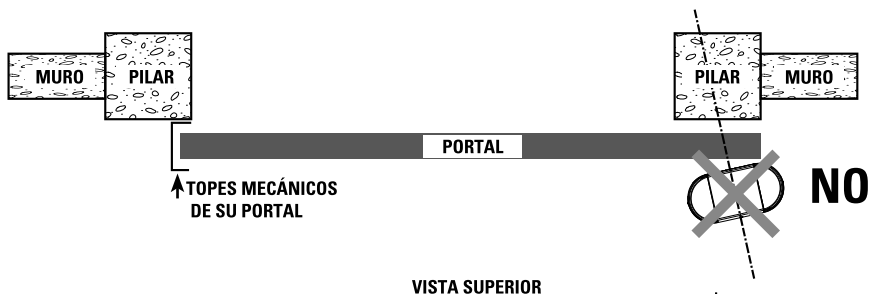 MURO
PILAR
PILAR
MURO
PORTAL
TOPES MECÁNICOS
DE SU PORTAL
NO
VISTA SUPERIOR